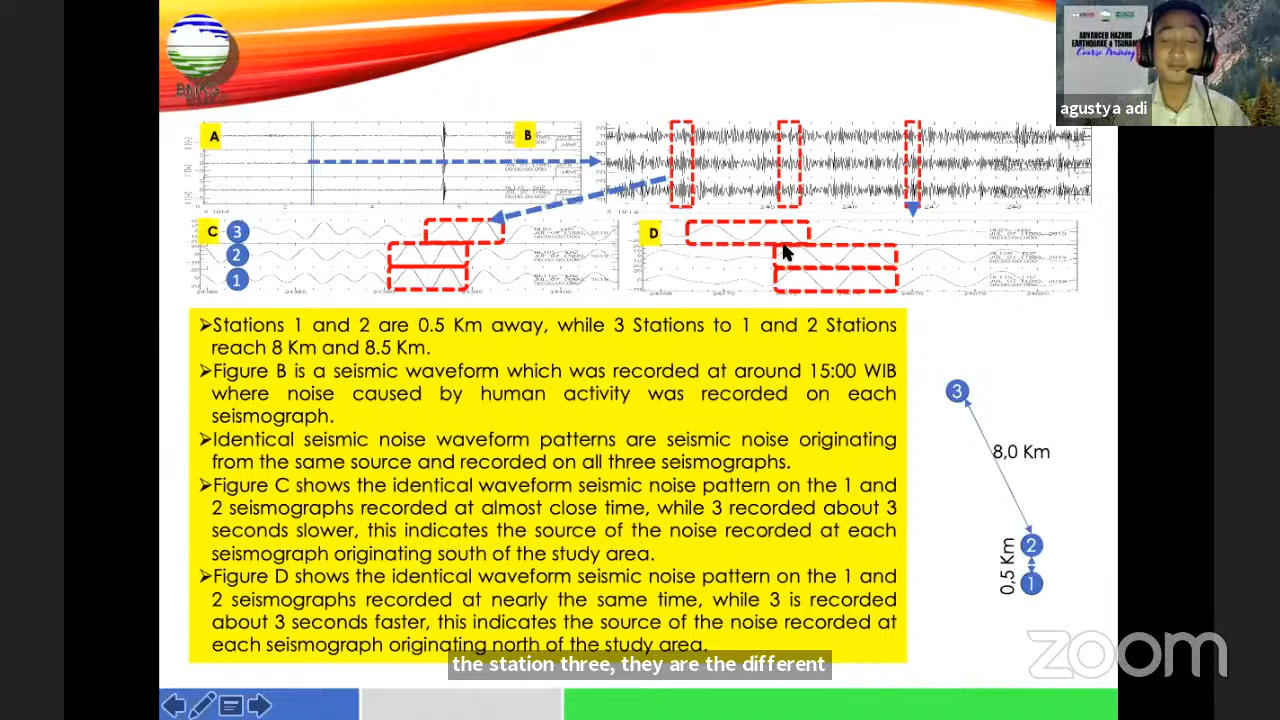 BMKG
ADVANCED HAZARD
EARTHQUAKE & TSUNAMI
Course Training
agustya adi
A
B
C
3
2
1
D
➢Stations 1 and 2 are 0.5 Km away, while 3 Stations to 1 and 2 Stations
reach 8 Km and 8.5 Km.
➢Figure B is a seismic waveform which was recorded at around 15:00 WIB
where noise caused by human activity was recorded on each
seismograph.
➢Identical seismic noise waveform patterns are seismic noise originating
from the same source and recorded on all three seismographs.
➢Figure C shows the identical waveform seismic noise pattern on the 1 and
2 seismographs recorded at almost close time, while 3 recorded about 3
seconds slower, this indicates the source of the noise recorded at each
seismograph originating south of the study area.
➢Figure D shows the identical waveform seismic noise pattern on the 1 and
2 seismographs recorded at nearly the same time, while 3 is recorded
about 3 seconds faster, this indicates the source of the noise recorded at
each seismograph originating north of the study area.
3
8,0 Km
2
0,5 Km
1
the station three, they are the different
zoom